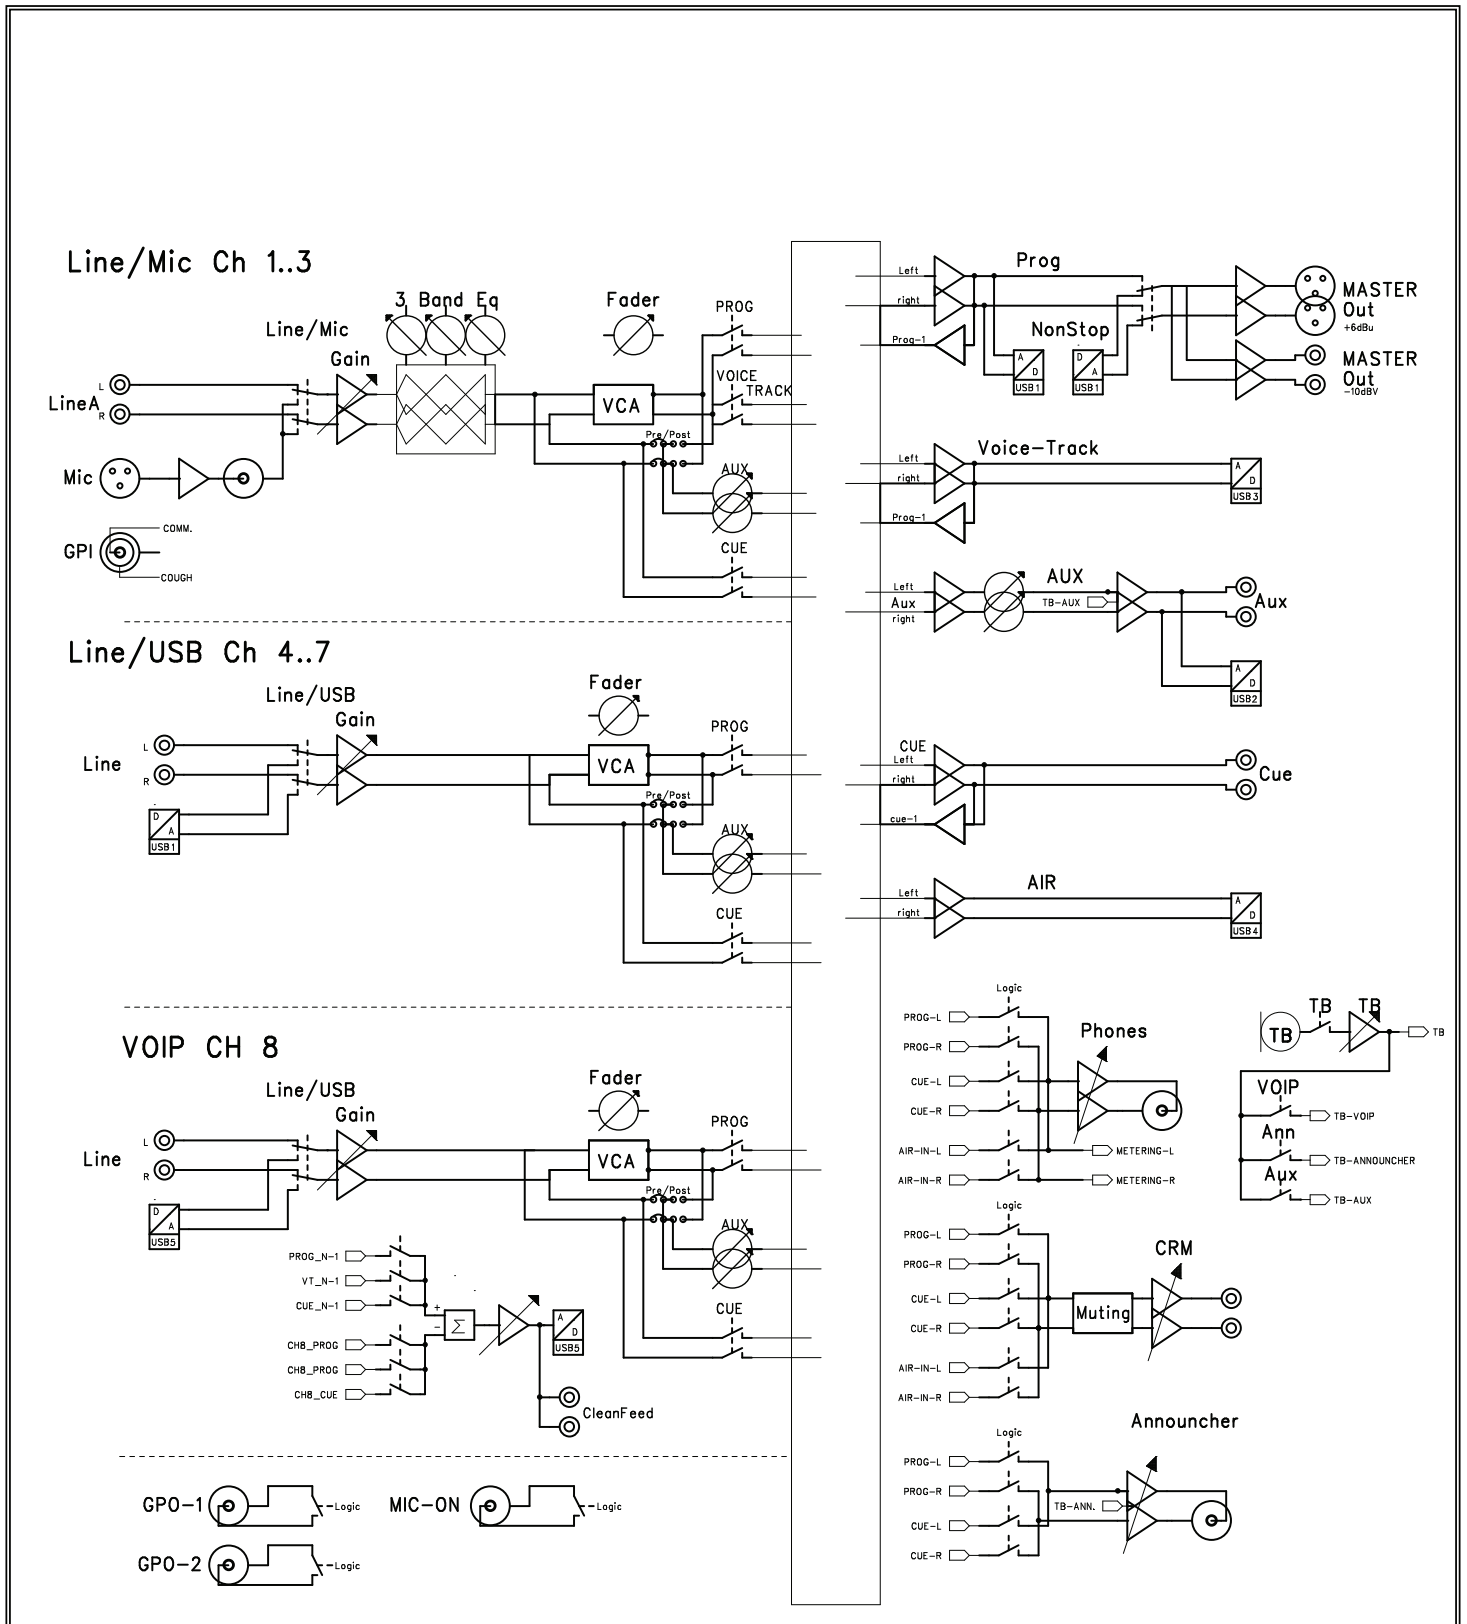 Line/Mic Ch 1..3
3 Band Eq
Fader
PROG
Line/Mic
Gain
VOICE
TRACK
L
LineA
R
VCA
Pre/Post
Mic
AUX
COMM.
GPI
COUGH
CUE
Line/USB Ch 4..7
Fader
Line/USB
Gain
PROG
L
Line
R
VCA
D
A
USB1
Pre/Post
AUX
CUE
VOIP CH 8
Fader
Line/USB
Gain
PROG
L
Line
R
VCA
D
A
USB5
Pre/Post
AUX
PROG_N-1
VT_N-1
CUE_N-1
+
-
Σ
A
D
USB5
CUE
CH8_PROG
CH8_PROG
CH8_CUE
CleanFeed
GPO-1
Logic
MIC-ON
Logic
GPO-2
Logic
Left
Prog
right
Prog-1
NonStop
A
D
USB1
D
A
USB1
MASTER
Out
+6dBu
MASTER
Out
-10dBV
Voice-Track
Left
right
Prog-1
A
D
USB3
AUX
Left
Aux
right
TB-AUX
Aux
A
D
USB2
CUE
Left
right
cue-1
Cue
AIR
Left
right
A
D
USB4
Logic
PROG-L
PROG-R
CUE-L
CUE-R
AIR-IN-L
AIR-IN-R
Phones
METERING-L
METERING-R
TB
TB
TB
TB
VOIP
TB-VOIP
Ann
TB-ANNOUNCHER
Aux
TB-AUX
Logic
PROG-L
PROG-R
CUE-L
CUE-R
AIR-IN-L
AIR-IN-R
CRM
Muting
Announcher
Logic
PROG-L
PROG-R
TB-ANN.
CUE-L
CUE-R